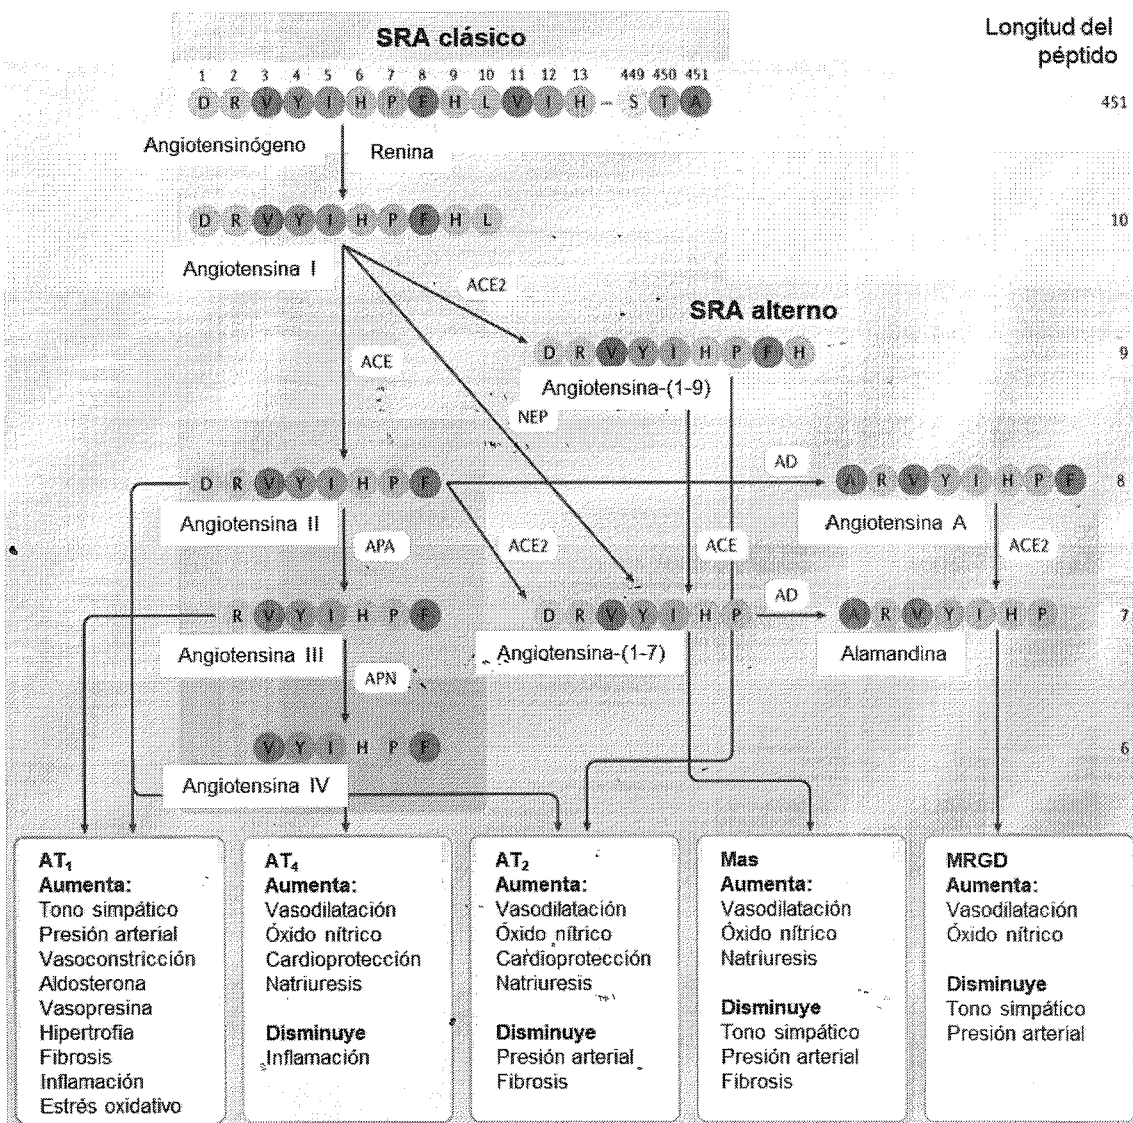 SRA clásico
Longitud del
péptido
1 2 3 4 5 6 7 8 9 10 11 12 13 449 450 451
D R V Y I H P F H L V I H – S T A
451
Angiotensinógeno
Renina
D R V Y I H P F H L
10
Angiotensina I
ACE2
SRA alterno
D R V Y I H P F H
9
ACE
Angiotensina-(1-9)
NEP
AD
D R V Y I H P F
A R V Y I H P F
8
Angiotensina II
Angiotensina A
APA
ACE2
ACE
ACE2
AD
R V Y I H P F
D R V Y I H P
A R V Y I H P
7
Angiotensina III
Angiotensina-(1-7)
Alamandina
APN
V Y I H P F
6
Angiotensina IV
AT₁
Aumenta:
Tono simpático
Presión arterial
Vasoconstricción
Aldosterona
Vasopresina
Hipertrofia
Fibrosis
Inflamación
Estrés oxidativo
AT₄
Aumenta:
Vasodilatación
Óxido nítrico
Cardioprotección
Natriuresis
Disminuye
Inflamación
AT₂
Aumenta:
Vasodilatación
Óxido nítrico
Cardioprotección
Natriuresis
Disminuye
Presión arterial
Fibrosis
Mas
Aumenta:
Vasodilatación
Óxido nítrico
Natriuresis
Disminuye
Tono simpático
Presión arterial
Fibrosis
MRGD
Aumenta:
Vasodilatación
Óxido nítrico
Disminuye
Tono simpático
Presión arterial